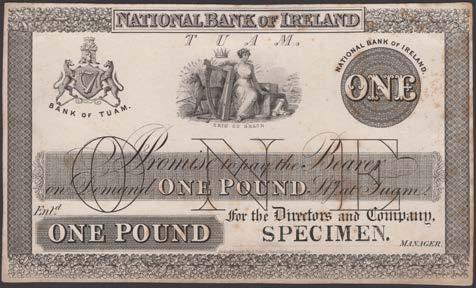 NATIONAL BANK OF IRELAND
TUAM.
BANK OF TUAM.
ERIN GO BRAGH
NATIONAL BANK OF IRELAND.
ONE
ONE
Promise to pay the Bearer
on Demand ONE POUND at Tuam
Entd
For the Directors and Company,
ONE POUND
SPECIMEN.
MANAGER.